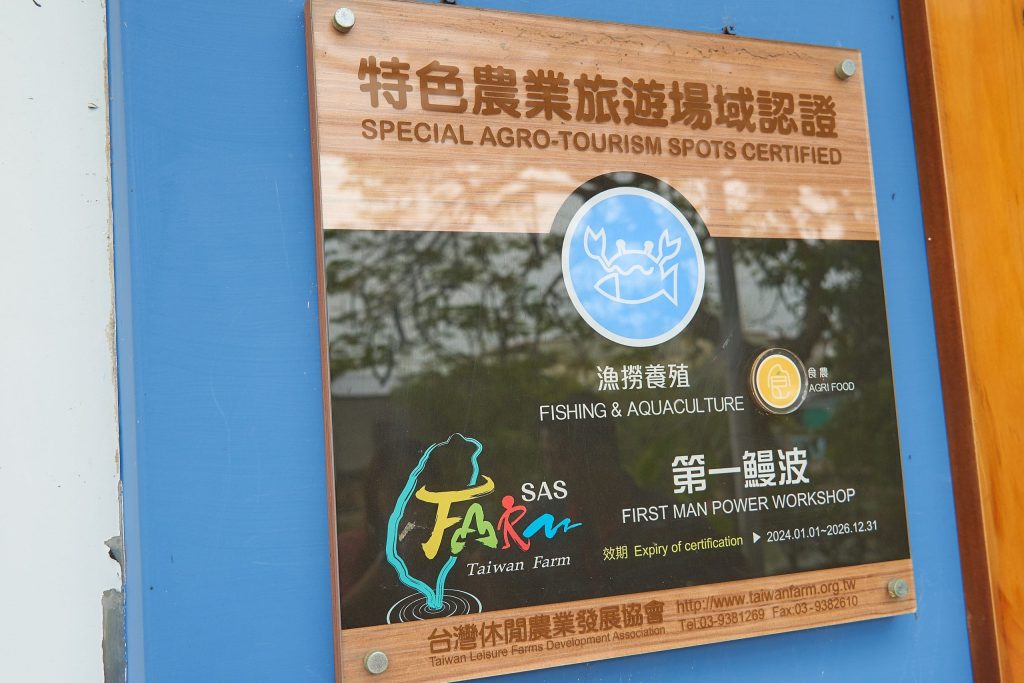 特色農業旅遊場域認證
SPECIAL AGRO-TOURISM SPOTS CERTIFIED
漁撈養殖
FISHING & AQUACULTURE
食農
AGRI FOOD
第一鰻波
FIRST MAN POWER WORKSHOP
效期 Expiry of certification ▶ 2024.01.01~2026.12.31
SAS
FARM
Taiwan Farm
台灣休閒農業發展協會
Taiwan Leisure Farms Development Association
http://www.taiwanfarm.org.tw
Tel.03-9381269 Fax:03-9382610